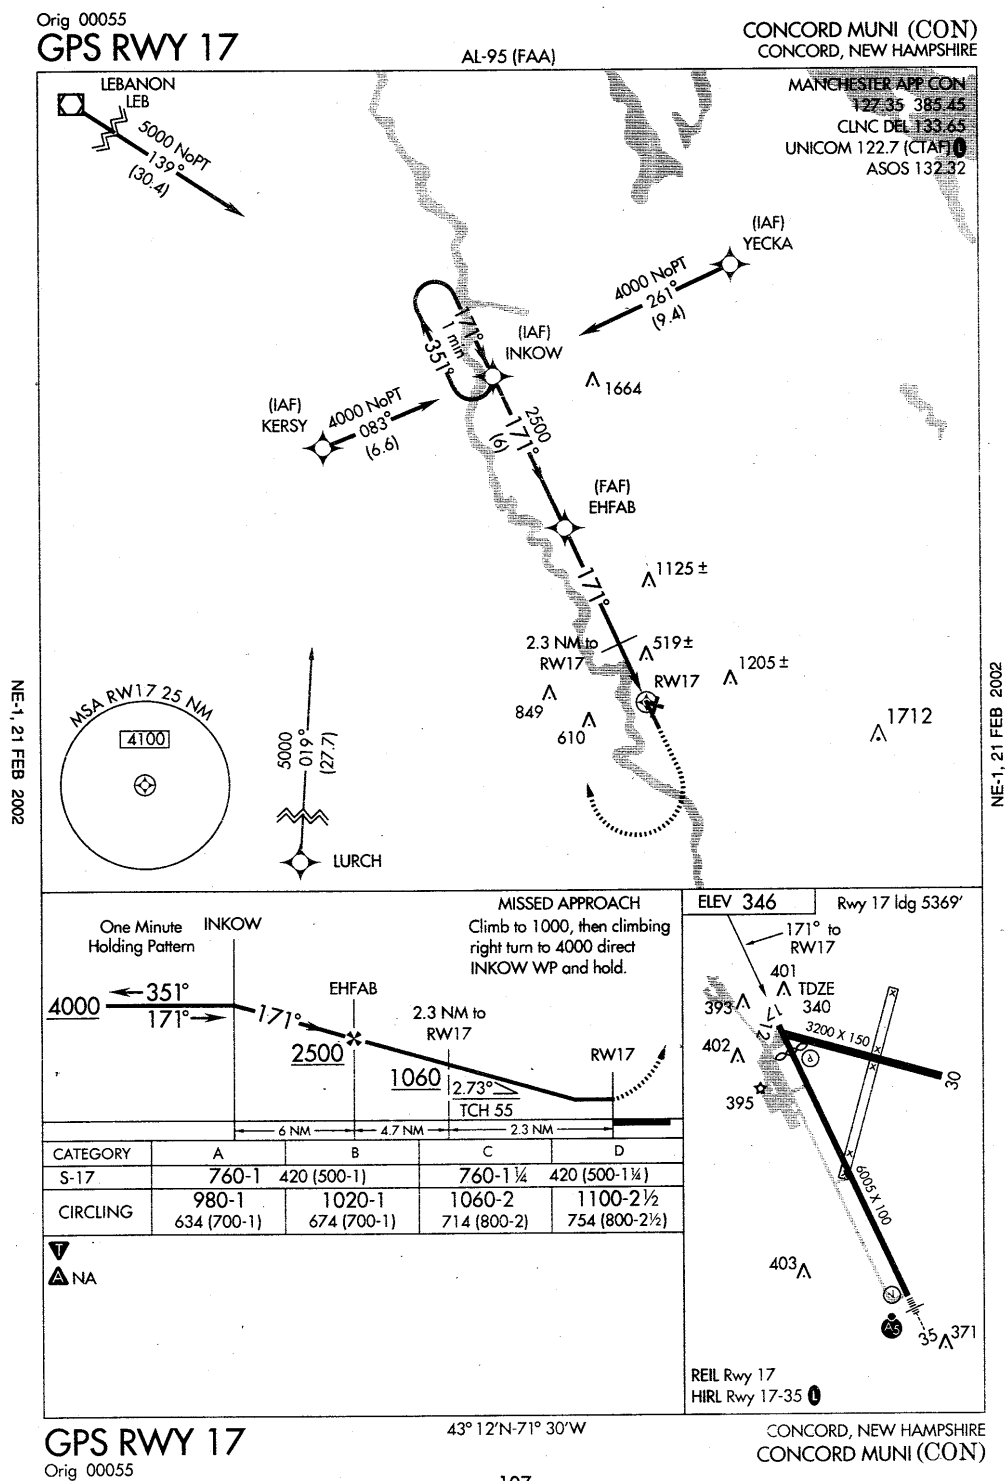 Orig 00055
GPS RWY 17
AL-95 (FAA)
CONCORD MUNI (CON)
CONCORD, NEW HAMPSHIRE
LEBANON
LEB
5000 NoPT
139°
(30.4)
MANCHESTER APP CON
127.35 385.45
CLNC DEL 133.65
UNICOM 122.7 (CTAF) L
ASOS 132.32
(IAF)
YECKA
4000 NoPT
261°
(9.4)
171°
1 min
351°
(IAF)
INKOW
1664
(IAF)
KERSY
4000 NoPT
083°
(6.6)
2500
171°
(6)
(FAF)
EHFAB
171°
1125 ±
2.3 NM to
RW17
519±
RW17
1205 ±
849
610
1712
MSA RW17 25 NM
4100
5000
019°
(27.7)
LURCH
NE-1, 21 FEB 2002
NE-1, 21 FEB 2002
One Minute
Holding Pattern
INKOW
MISSED APPROACH
Climb to 1000, then climbing
right turn to 4000 direct
INKOW WP and hold.
4000
351°
171°
171°
EHFAB
2500
2.3 NM to
RW17
1060
2.73°
TCH 55
RW17
6 NM
4.7 NM
2.3 NM
CATEGORY A B C D
S-17 760-1 420 (500-1) 760-1¼ 420 (500-1¼)
CIRCLING 980-1 1020-1 1060-2 1100-2½
634 (700-1) 674 (700-1) 714 (800-2) 754 (800-2½)
T
A NA
ELEV 346
Rwy 17 ldg 5369'
171° to
RW17
401
TDZE
340
393
17
12
3200 X 150
P
402
395
30
6005 X 100
403
A5
35
371
REIL Rwy 17
HIRL Rwy 17-35 L
GPS RWY 17
Orig 00055
43° 12'N-71° 30'W
CONCORD, NEW HAMPSHIRE
CONCORD MUNI (CON)